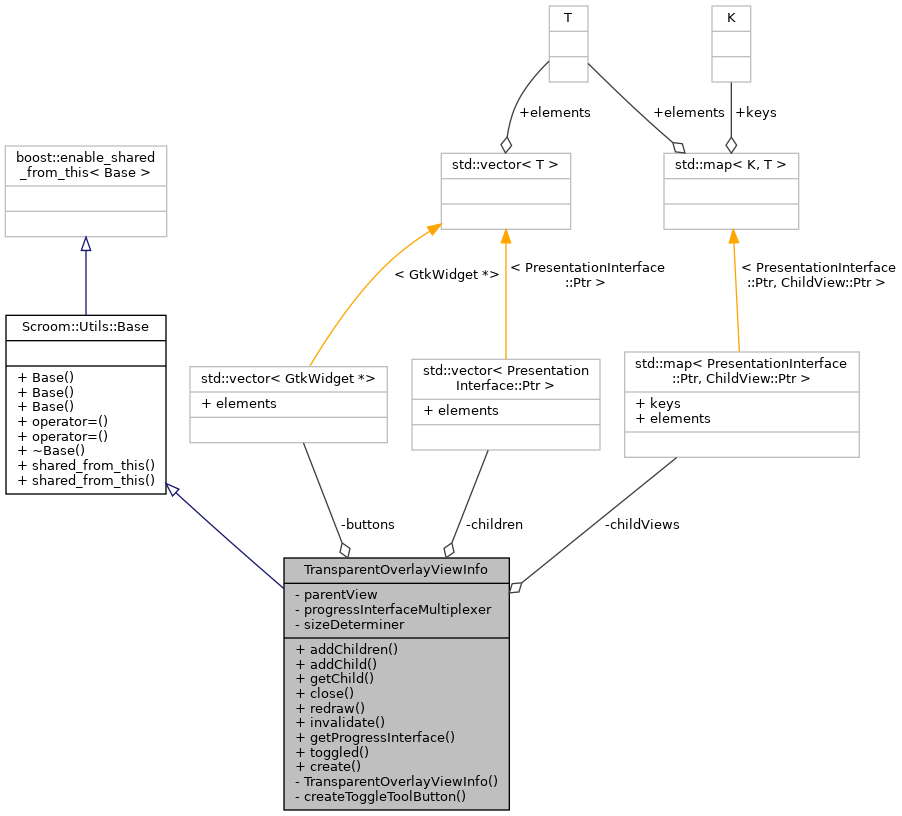 T
K
+elements
+elements
+keys
boost::enable_shared
_from_this< Base >
std::vector< T >
std::map< K, T >
< GtkWidget *>
< PresentationInterface
::Ptr >
< PresentationInterface
::Ptr, ChildView::Ptr >
Scroom::Utils::Base
+ Base()
+ Base()
+ Base()
+ operator=()
+ operator=()
+ ~Base()
+ shared_from_this()
+ shared_from_this()
std::vector< GtkWidget *>
+ elements
std::vector< Presentation
Interface::Ptr >
+ elements
std::map< PresentationInterface
::Ptr, ChildView::Ptr >
+ keys
+ elements
-buttons
-children
-childViews
TransparentOverlayViewInfo
- parentView
- progressInterfaceMultiplexer
- sizeDeterminer
+ addChildren()
+ addChild()
+ getChild()
+ close()
+ redraw()
+ invalidate()
+ getProgressInterface()
+ toggled()
+ create()
- TransparentOverlayViewInfo()
- createToggleToolButton()